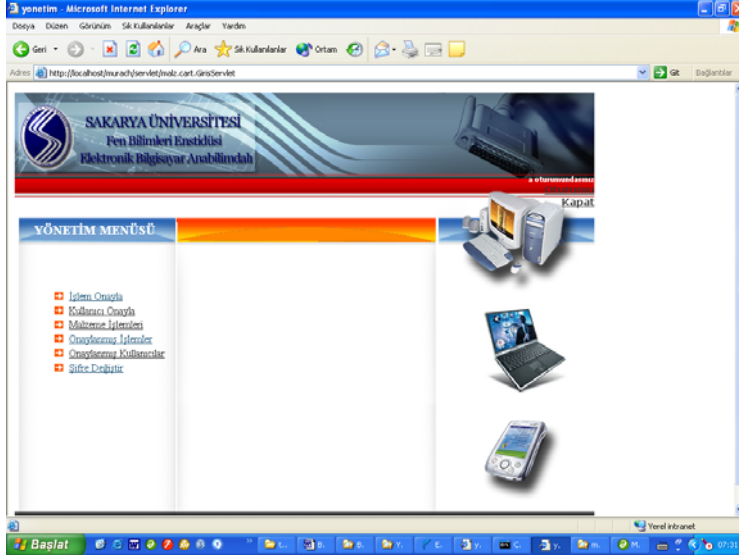 yonetim - Microsoft Internet Explorer
Dosya Düzen Görünüm Sık Kullanılanlar Araçlar Yardım
Geri Ara Sık Kullanılanlar Ortam
Adres http://localhost/murach/servlet/malz.cart.GirisServlet Git Bağlantılar
SAKARYA ÜNİVERSİTESİ
Fen Bilimleri Enstidüsi
Elektronik Bilgisayar Anabilimdalı
a oturumundasınız
Kapat
YÖNETİM MENÜSÜ
İşlem Onayla
Kullanıcı Onayla
Malzeme İşlemleri
Onaylanmış İşlemler
Onaylanmış Kullanıcılar
Şifre Değiştir
Yerel intranet
Başlat 07:31